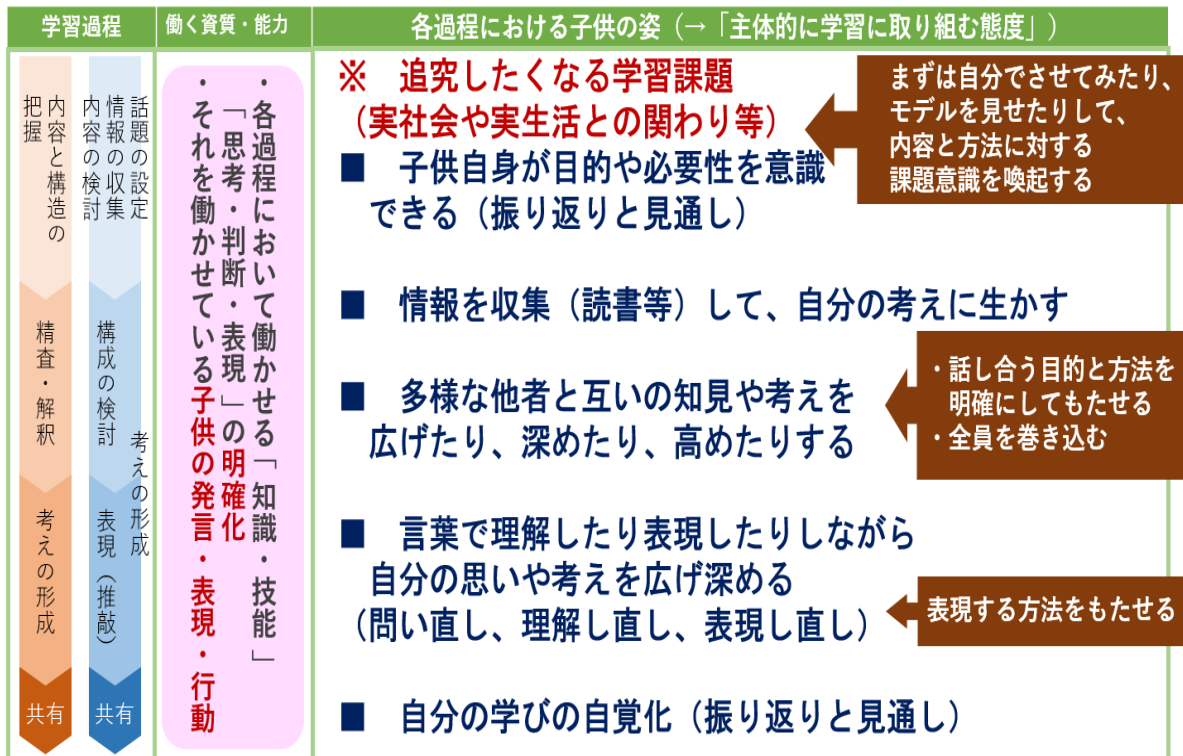 学習過程
働く資質・能力
各過程における子供の姿（→「主体的に学習に取り組む態度」）
内容と構造の
把握
精査・解釈
考えの形成
共有
話題の設定
情報の収集
内容の検討
構成の検討
考えの形成
表現（推敲）
共有
・各過程において働かせる「知識・技能」
「思考・判断・表現」の明確化
・それを働かせている子供の発言・表現・行動
※　追究したくなる学習課題
（実社会や実生活との関わり等）
■　子供自身が目的や必要性を意識
できる（振り返りと見通し）
■　情報を収集（読書等）して、自分の考えに生かす
■　多様な他者と互いの知見や考えを
広げたり、深めたり、高めたりする
■　言葉で理解したり表現したりしながら
自分の思いや考えを広げ深める
（問い直し、理解し直し、表現し直し）
■　自分の学びの自覚化（振り返りと見通し）
まずは自分でさせてみたり、
モデルを見せたりして、
内容と方法に対する
課題意識を喚起する
・話し合う目的と方法を
明確にしてもたせる
・全員を巻き込む
表現する方法をもたせる